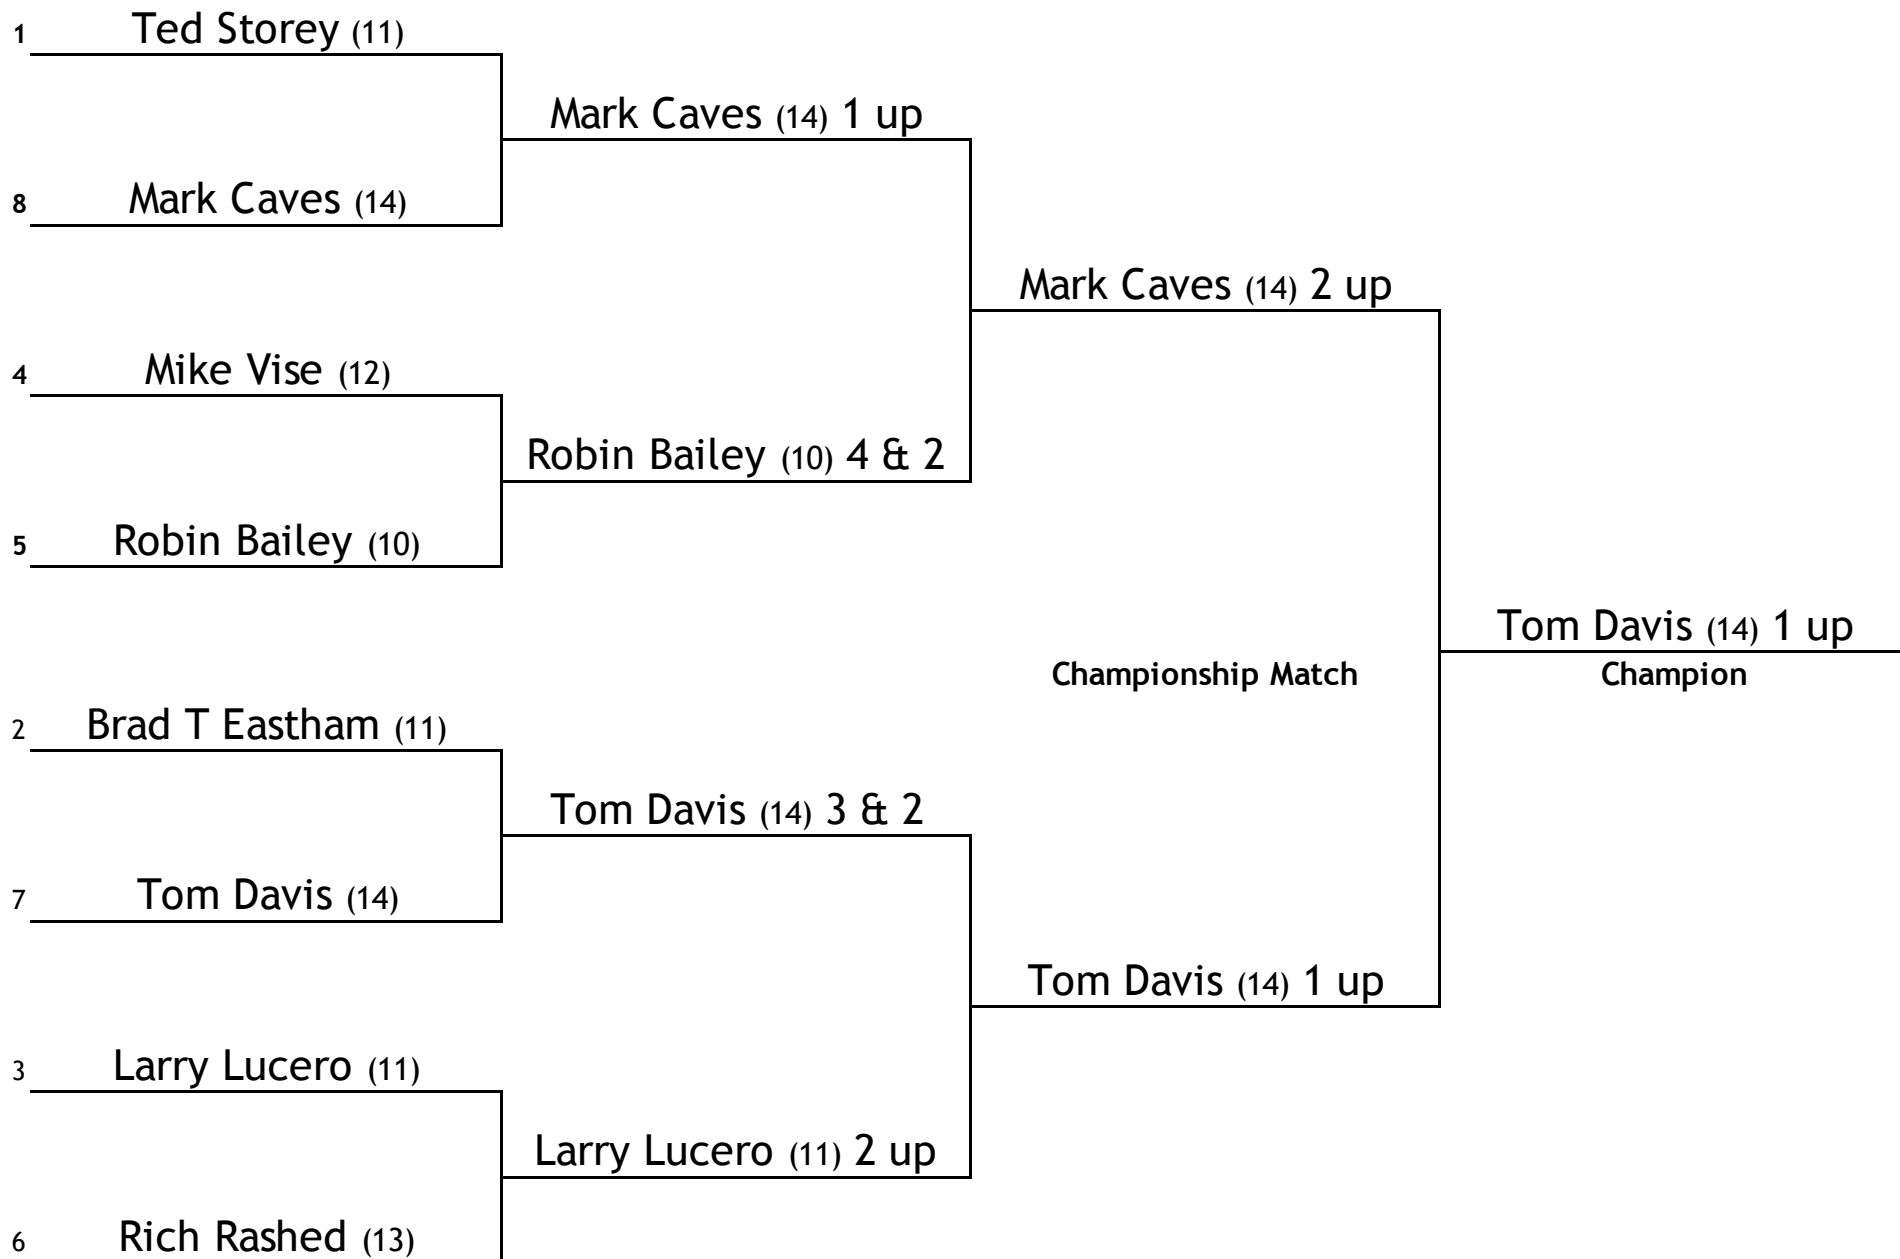 1 Ted Storey (11)
Mark Caves (14) 1 up
8 Mark Caves (14)
Mark Caves (14) 2 up
4 Mike Vise (12)
Robin Bailey (10) 4 & 2
5 Robin Bailey (10)
Tom Davis (14) 1 up
Championship Match
Champion
2 Brad T Eastham (11)
Tom Davis (14) 3 & 2
7 Tom Davis (14)
Tom Davis (14) 1 up
3 Larry Lucero (11)
Larry Lucero (11) 2 up
6 Rich Rashed (13)